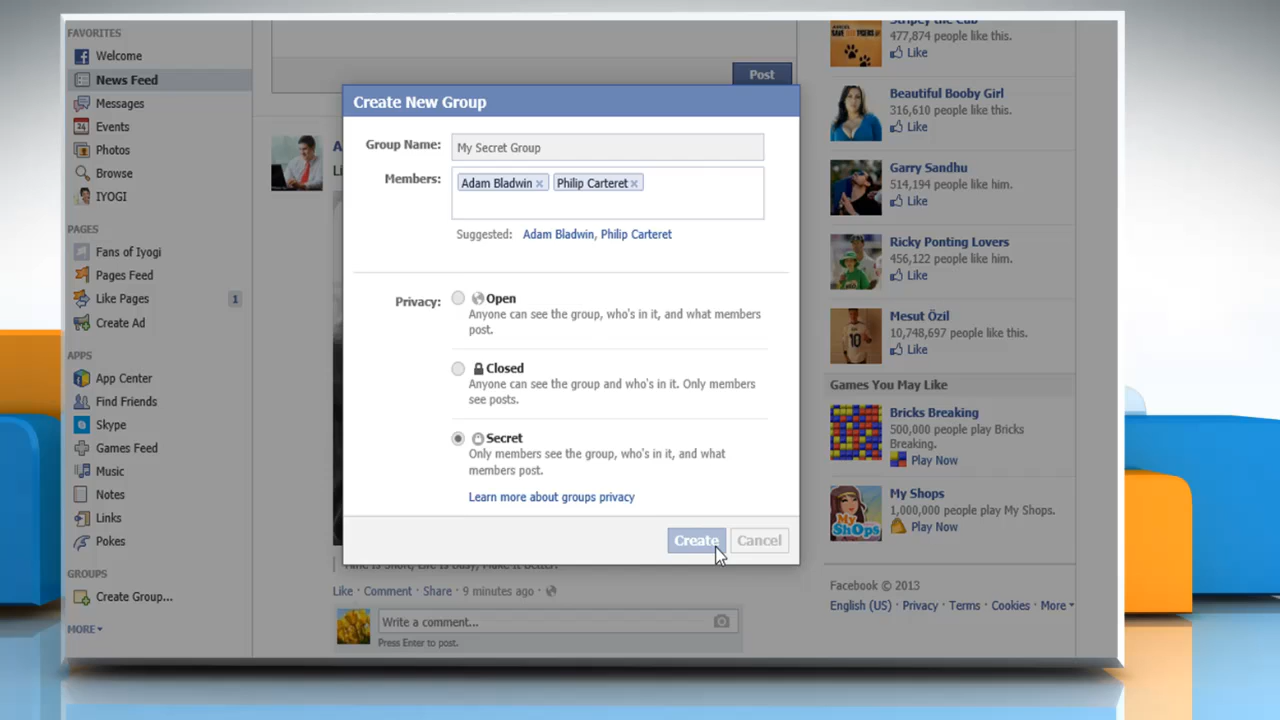 FAVORITES
Welcome
News Feed
Messages
Events
24
Photos
Browse
IYOGI
PAGES
Fans of Iyogi
Pages Feed
Like Pages
1
Create Ad
APPS
App Center
Find Friends
Skype
Games Feed
Music
Notes
Links
Pokes
GROUPS
Create Group...
MORE
Post
Create New Group
Group Name:
My Secret Group
Members:
Adam Bladwin × Philip Carteret ×
Suggested: Adam Bladwin, Philip Carteret
Privacy:
Open
Anyone can see the group, who's in it, and what members
post.
Closed
Anyone can see the group and who's in it. Only members
see posts.
Secret
Only members see the group, who's in it, and what
members post.
Learn more about groups privacy
Create
Cancel
Like · Comment · Share · 9 minutes ago ·
Write a comment...
Press Enter to post.
Stripey the Cub
477,874 people like this.
Like
Beautiful Booby Girl
316,610 people like this.
Like
Garry Sandhu
514,194 people like him.
Like
Ricky Ponting Lovers
456,122 people like him.
Like
Mesut Özil
10,748,697 people like this.
Like
10
Games You May Like
Bricks Breaking
500,000 people play Bricks
Breaking.
Play Now
My Shops
1,000,000 people play My Shops.
Play Now
My
ShOps
Facebook © 2013
English (US) · Privacy · Terms · Cookies · More